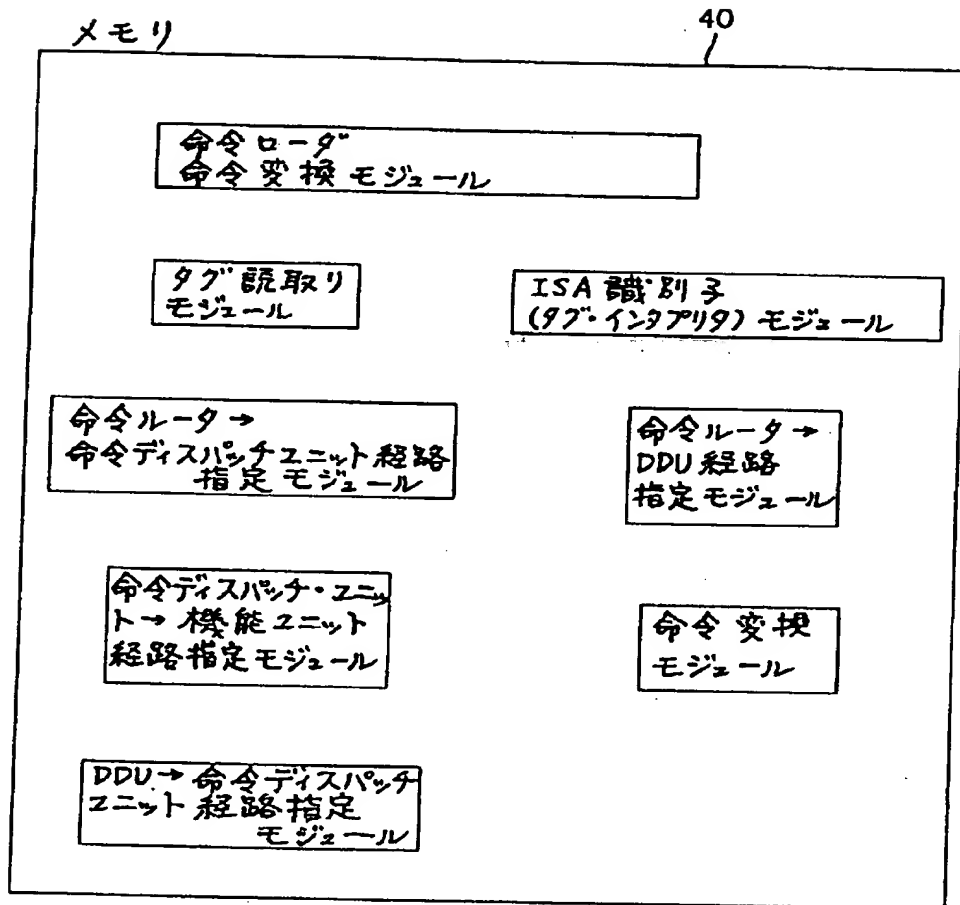 メモリ
40
命令ローダ
命令変換モジュール
タグ読取り
モジュール
ISA識別子
(タグ・インタプリタ)モジュール
命令ルータ→
命令ディスパッチユニット経路
指定モジュール
命令ルータ→
DDU経路
指定モジュール
命令ディスパッチ・ユニッ
ト→機能ユニット
経路指定モジュール
命令変換
モジュール
DDU→命令ディスパッチ
ユニット経路指定
モジュール